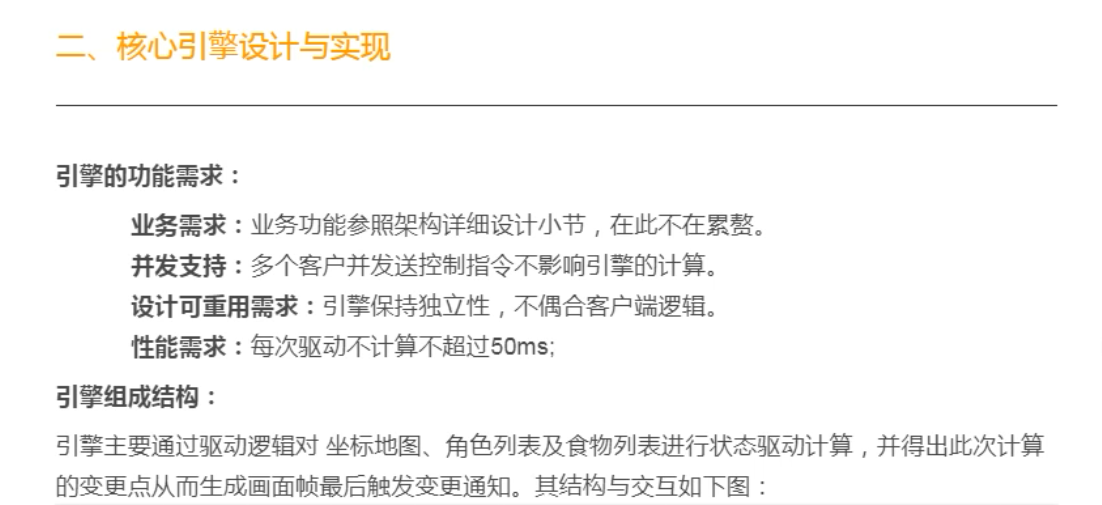 二、核心引擎设计与实现
引擎的功能需求：
业务需求：业务功能参照架构详细设计小节，在此不在累赘。
并发支持：多个客户并发送控制指令不影响引擎的计算。
设计可重用需求：引擎保持独立性，不偶合客户端逻辑。
性能需求：每次驱动不计算不超过50ms;
引擎组成结构：
引擎主要通过驱动逻辑对 坐标地图、角色列表及食物列表进行状态驱动计算，并得出此次计算
的变更点从而生成画面帧最后触发变更通知。其结构与交互如下图：